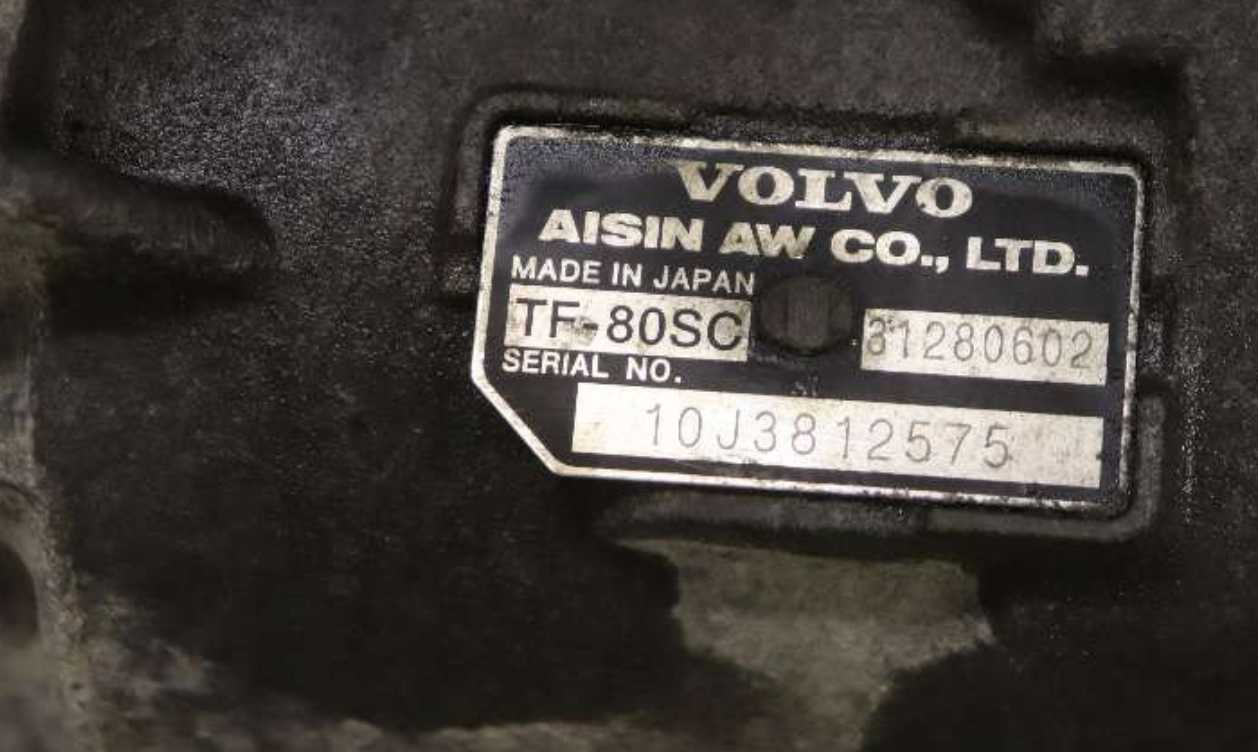 VOLVO
AISIN AW CO., LTD.
MADE IN JAPAN
TF-80SC 31280602
SERIAL NO.
10J3812575